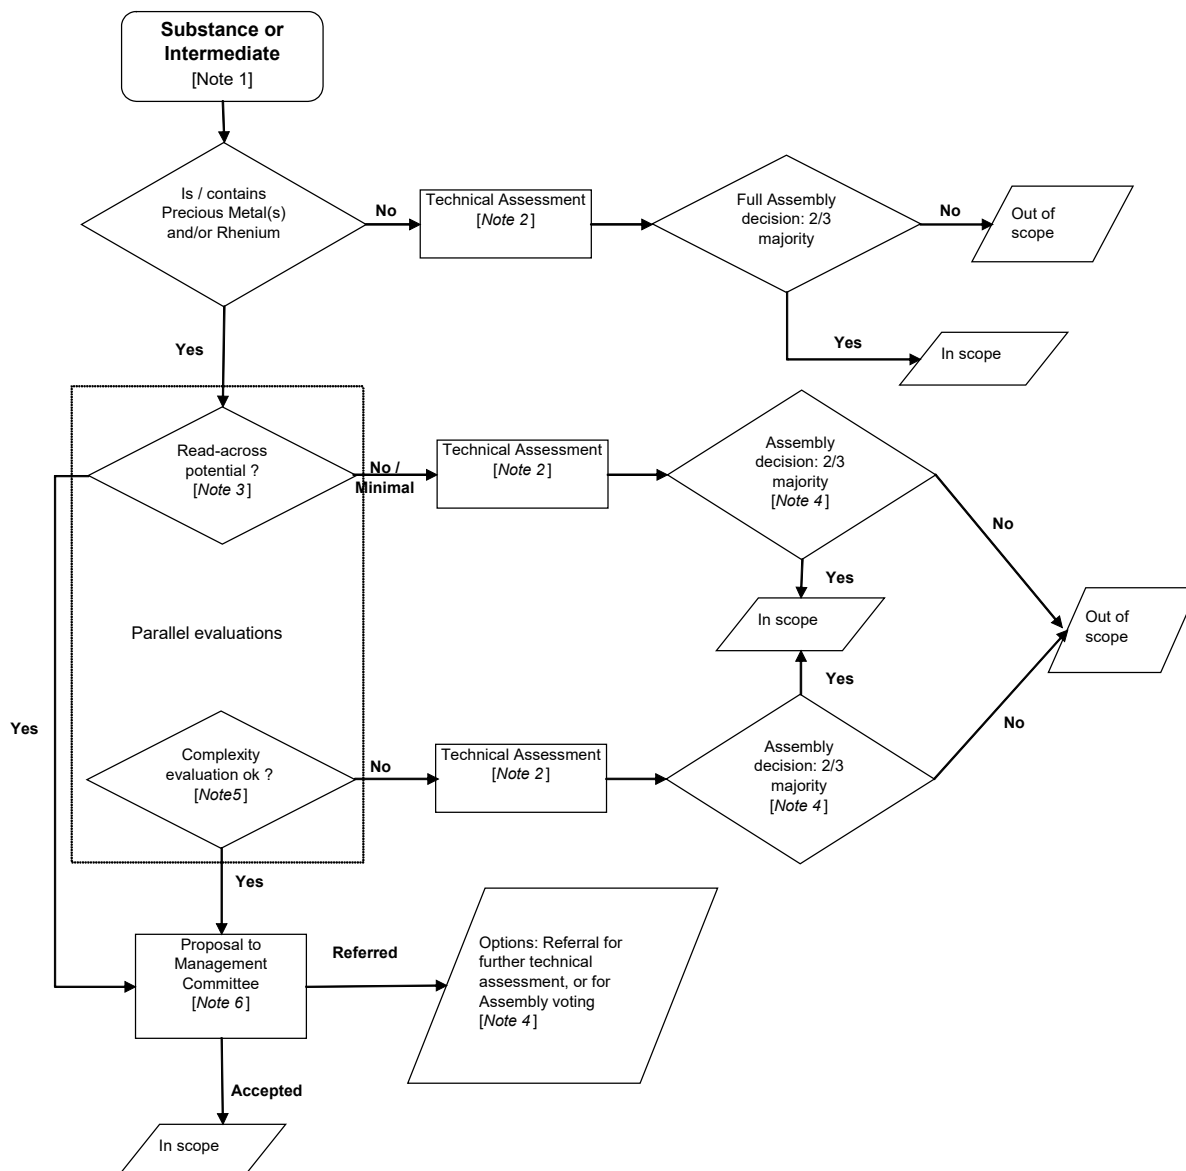 Substance or
Intermediate
[Note 1]
Is / contains
Precious Metal(s)
and/or Rhenium
No
Technical Assessment
[Note 2]
Full Assembly
decision: 2/3
majority
No
Out of
scope
Yes
In scope
Yes
Read-across
potential ?
[Note 3]
No /
Minimal
Technical Assessment
[Note 2]
Assembly
decision: 2/3
majority
[Note 4]
No
Yes
In scope
Out of
scope
Parallel evaluations
Yes
Yes
Complexity
evaluation ok ?
[Note5]
No
Technical Assessment
[Note 2]
Assembly
decision: 2/3
majority
[Note 4]
No
Yes
Proposal to
Management
Committee
[Note 6]
Referred
Options: Referral for
further technical
assessment, or for
Assembly voting
[Note 4]
Accepted
In scope